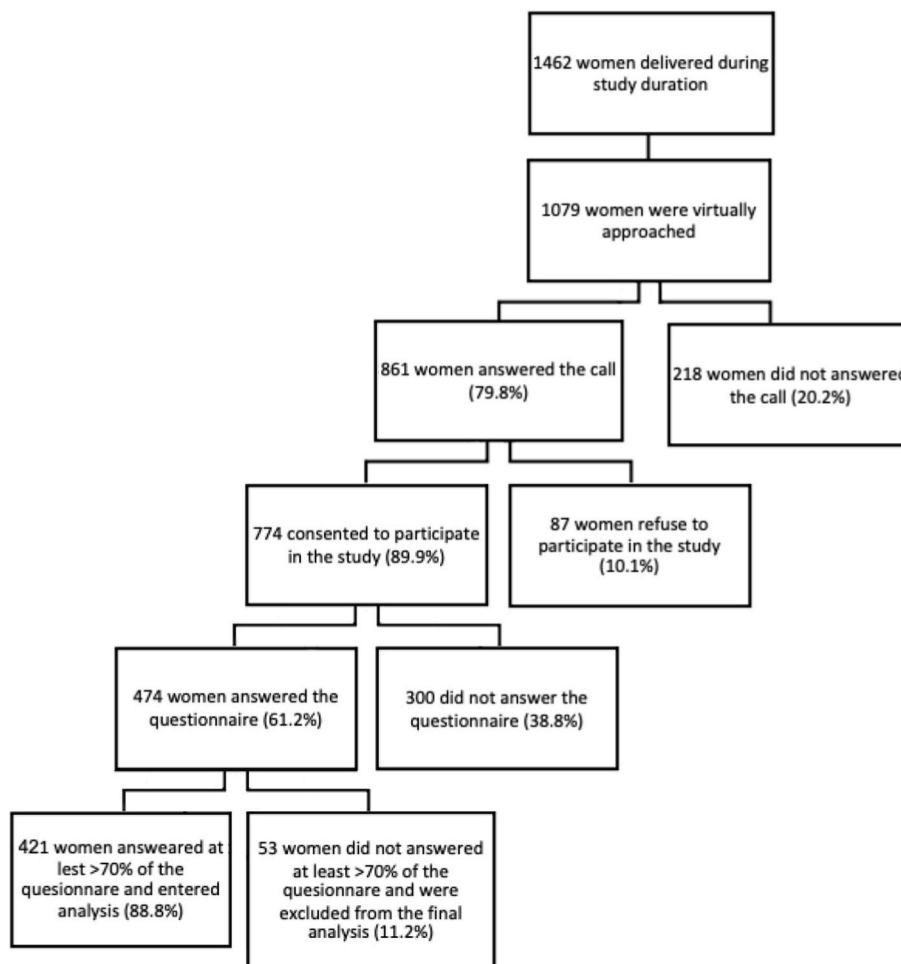 1462 women delivered during
study duration
1079 women were virtually
approached
861 women answered the call
(79.8%)
218 women did not answered
the call (20.2%)
774 consented to participate
in the study (89.9%)
87 women refuse to
participate in the study
(10.1%)
474 women answered the
questionnaire (61.2%)
300 did not answer the
questionnaire (38.8%)
421 women answeared at
lest >70% of the
quesionnare and entered
analysis (88.8%)
53 women did not answered
at least >70% of the
quesionnare and were
excluded from the final
analysis (11.2%)